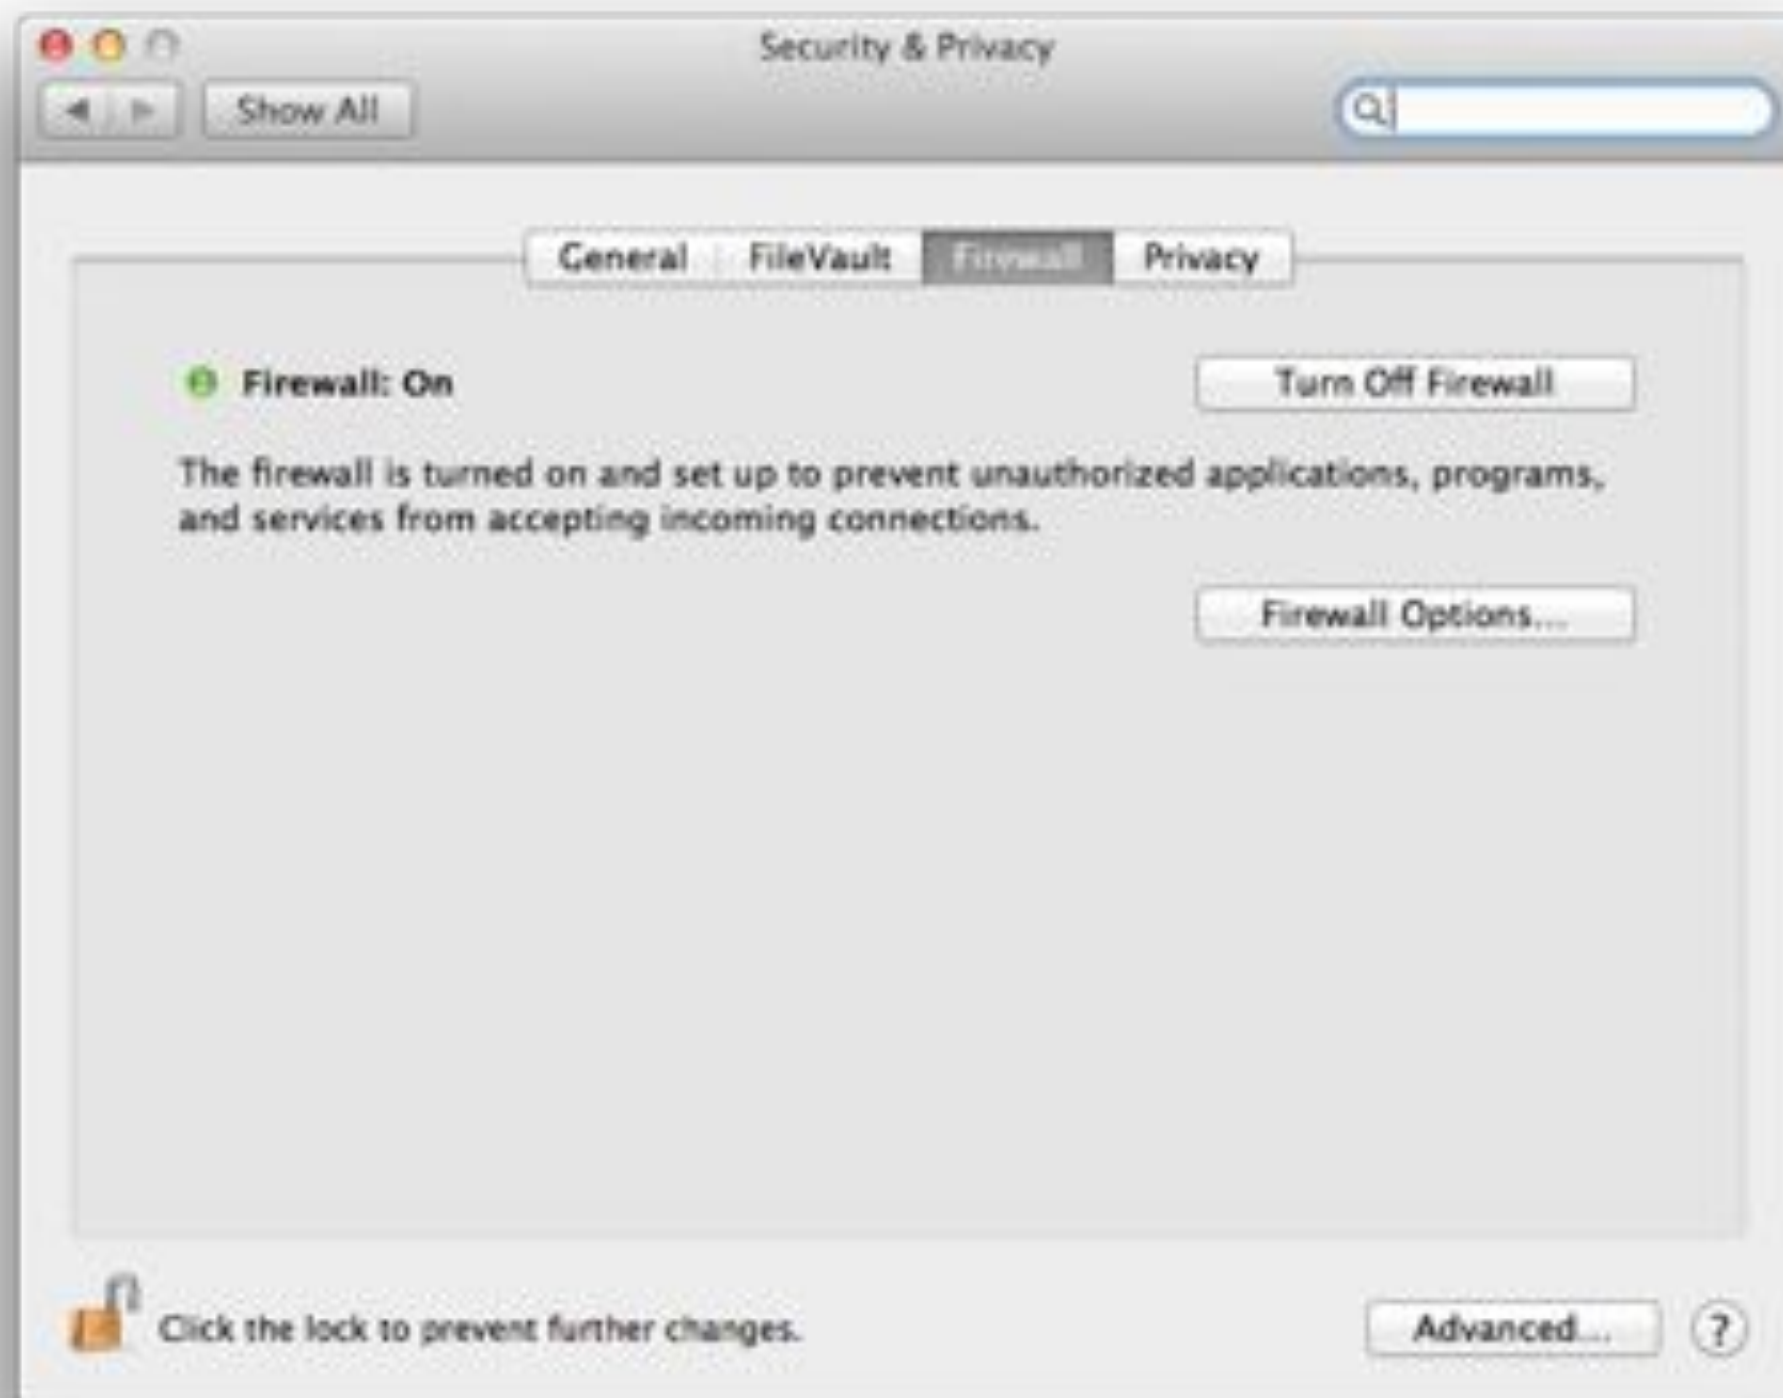 Security & Privacy
Show All
General FileVault Firewall Privacy
Firewall: On
Turn Off Firewall
The firewall is turned on and set up to prevent unauthorized applications, programs,
and services from accepting incoming connections.
Firewall Options...
Click the lock to prevent further changes.
Advanced...
?